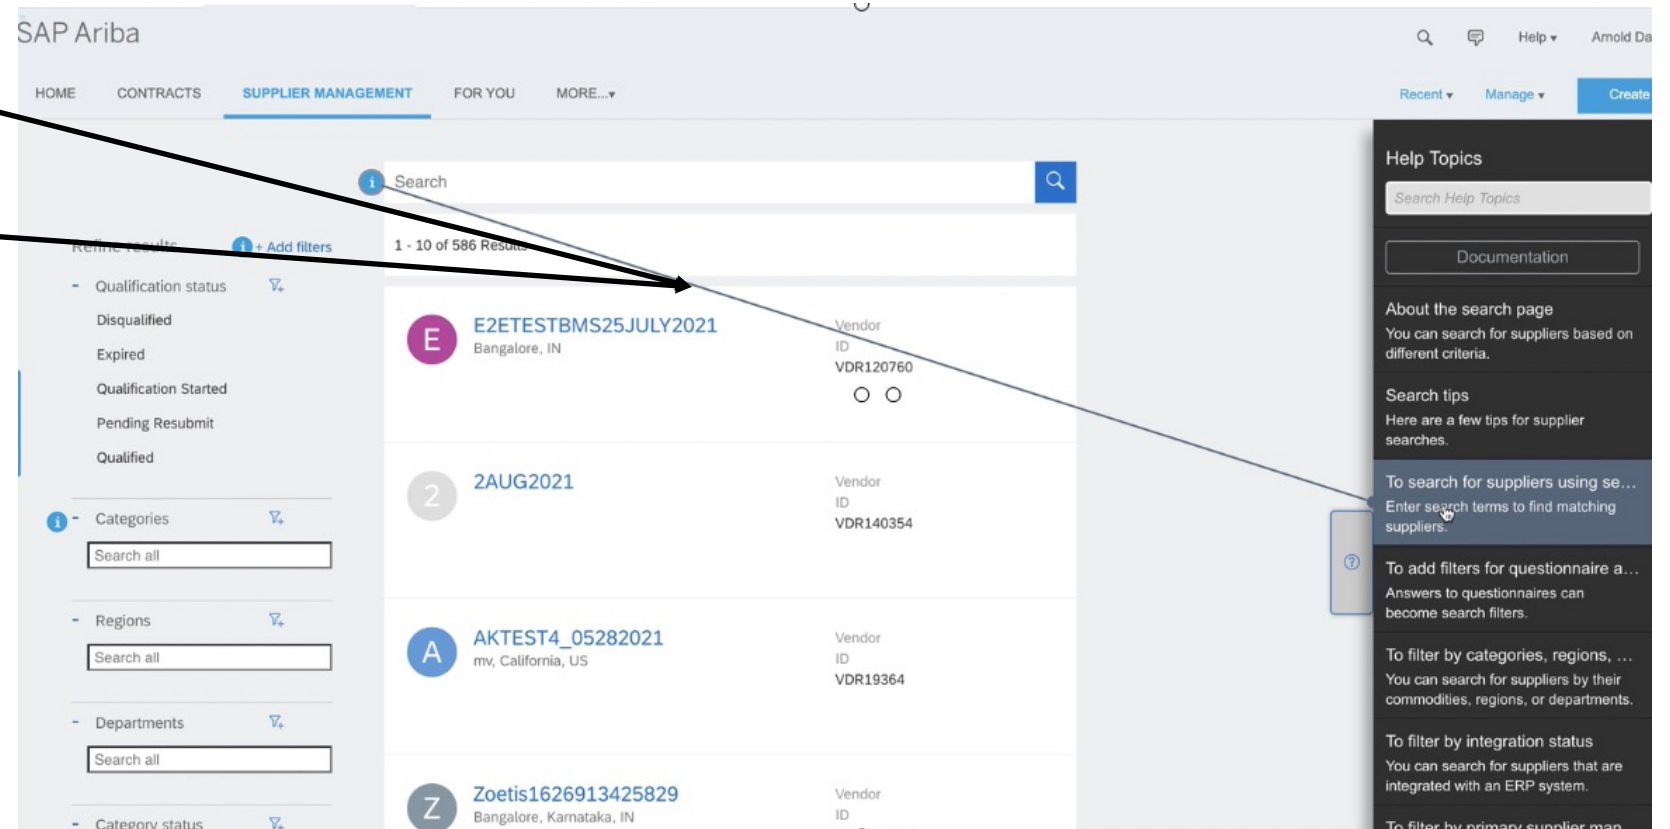 SAP Ariba
Help
Arnold Da
HOME
CONTRACTS
SUPPLIER MANAGEMENT
FOR YOU
MORE...
Recent
Manage
Create
Search
Refine results
+ Add filters
1 - 10 of 586 Results
- Qualification status
Disqualified
Expired
Qualification Started
Pending Resubmit
Qualified
- Categories
Search all
- Regions
Search all
- Departments
Search all
- Category status
E
E2ETESTBMS25JULY2021
Bangalore, IN
Vendor
ID
VDR120760
2
2AUG2021
Vendor
ID
VDR140354
A
AKTEST4_05282021
mv, California, US
Vendor
ID
VDR19364
Z
Zoetis1626913425829
Bangalore, Karnataka, IN
Vendor
ID
Help Topics
Search Help Topics
Documentation
About the search page
You can search for suppliers based on
different criteria.
Search tips
Here are a few tips for supplier
searches.
To search for suppliers using se...
Enter search terms to find matching
suppliers.
To add filters for questionnaire a...
Answers to questionnaires can
become search filters.
To filter by categories, regions, ...
You can search for suppliers by their
commodities, regions, or departments.
To filter by integration status
You can search for suppliers that are
integrated with an ERP system.
To filter by primary supplier man